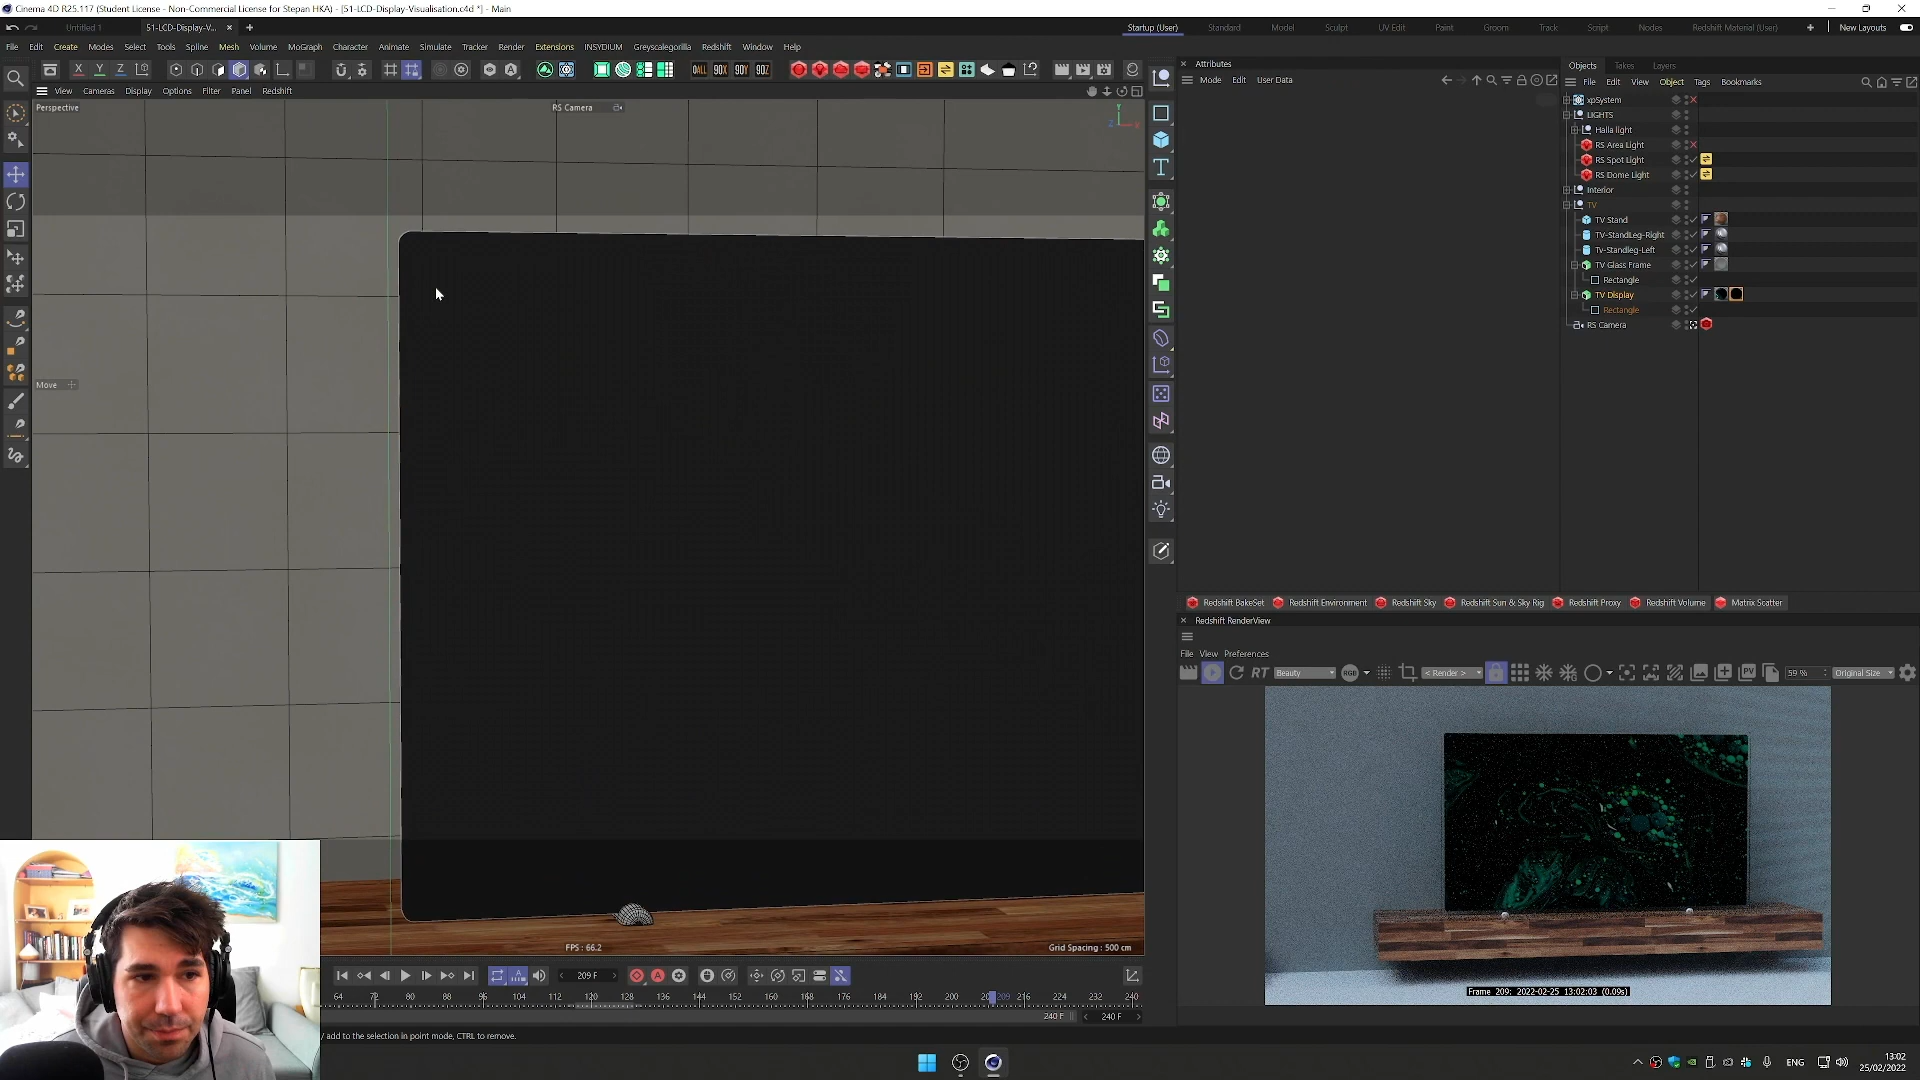 Cinema 4D R25.117 (Student License - Non-Commercial License for Stepan HKA) - [51-LCD-Display-Visualisation.c4d *] - Main
Untitled 1
51-LCD-Display-V...
Startup (User)
Standard
Model
Sculpt
UV Edit
Paint
Groom
Track
Script
Nodes
Redshift Material (User)
New Layouts
File Edit Create Modes Select Tools Spline Mesh Volume MoGraph Character Animate Simulate Tracker Render Extensions INSYDIUM Greyscalegorilla Redshift Window Help
X Y Z
0ALL 90X 90Y 90Z
View Cameras Display Options Filter Panel Redshift
Perspective
RS Camera
Move
FPS : 66.2
Grid Spacing : 500 cm
Attributes
Mode Edit User Data
Objects Takes Layers
File Edit View Object Tags Bookmarks
xpSystem
LIGHTS
Halla light
RS Area Light
RS Spot Light
RS Dome Light
Interior
TV
TV Stand
TV-StandLeg-Right
Tv-Standleg-Left
TV Glass Frame
Rectangle
TV Display
Rectangle
RS Camera
Redshift BakeSet
Redshift Environment
Redshift Sky
Redshift Sun & Sky Rig
Redshift Proxy
Redshift Volume
Matrix Scatter
Redshift RenderView
File View Preferences
RT
Beauty
RGB
< Render >
PV
59 %
Original Size
Frame 209: 2022-02-25 13:02:03 (0.09s)
209 F
64 72 80 88 96 104 112 120 128 136 144 152 160 168 176 184 192 200 209 216 224 232 240
240 F
240 F
/ add to the selection in point mode, CTRL to remove.
ENG
13:02
25/02/2022